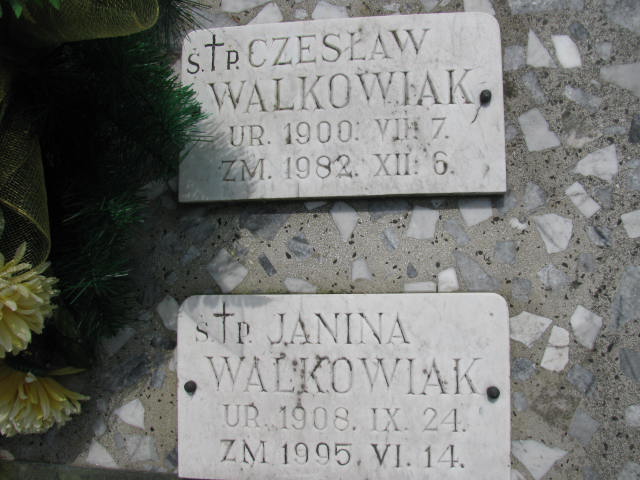 Ś.†P. CZESŁAW
WALKOWIAK
UR. 1900. VII. 7.
ZM. 1982. XII. 6.
Ś.†P. JANINA
WALKOWIAK
UR. 1908. IX. 24.
ZM. 1995. VI. 14.